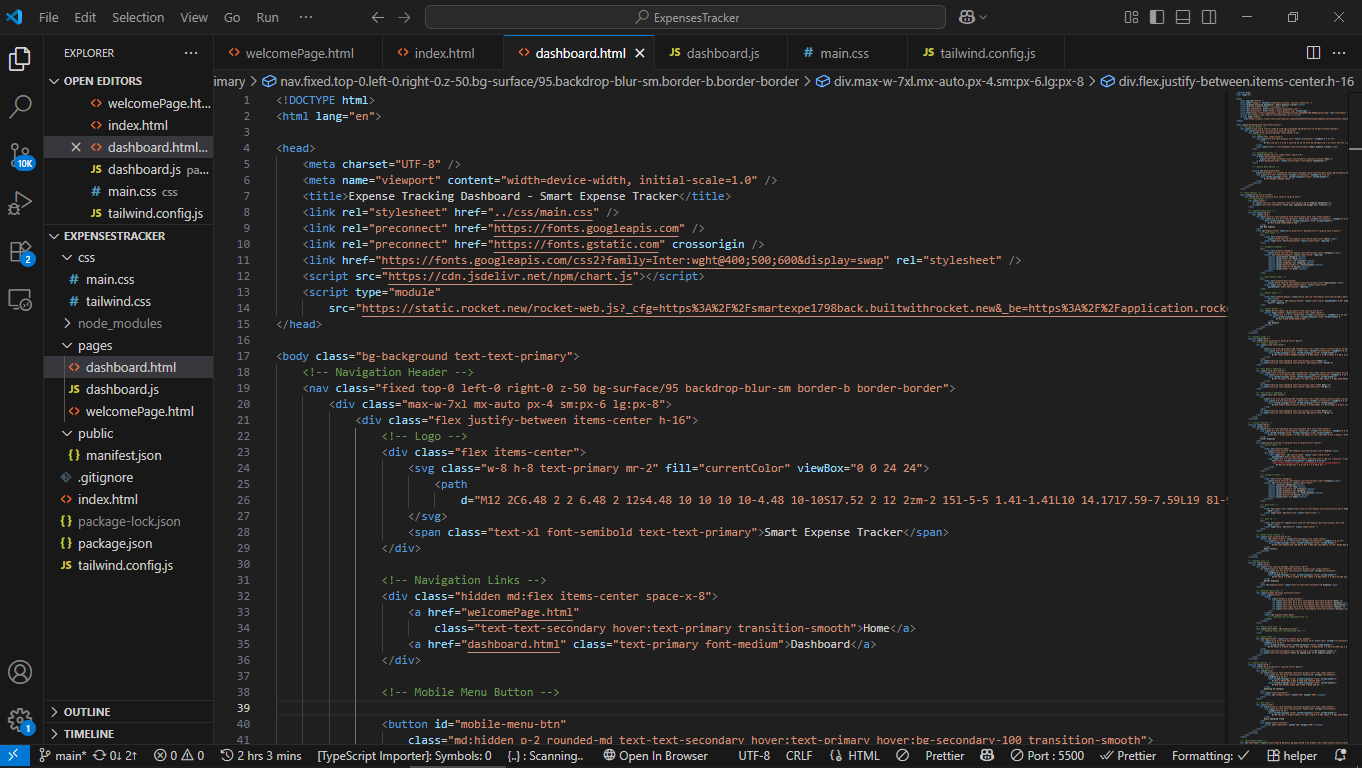 File Edit Selection View Go Run ···
ExpensesTracker
EXPLORER ···
welcomePage.html
index.html
dashboard.html
JS dashboard.js
# main.css
JS tailwind.config.js
OPEN EDITORS
welcomePage.ht...
index.html
dashboard.html...
JS dashboard.js pa...
# main.css css
JS tailwind.config.js
EXPENSESTRACKER
css
# main.css
# tailwind.css
node_modules
pages
dashboard.html
JS dashboard.js
welcomePage.html
public
{} manifest.json
.gitignore
index.html
{} package-lock.json
{} package.json
JS tailwind.config.js
OUTLINE
TIMELINE
10K
2
1
imary > nav.fixed.top-0.left-0.right-0.z-50.bg-surface/95.backdrop-blur-sm.border-b.border-border > div.max-w-7xl.mx-auto.px-4.sm:px-6.lg:px-8 > div.flex.justify-between.items-center.h-16
1 <!DOCTYPE html>
2 <html lang="en">
3
4 <head>
5 <meta charset="UTF-8" />
6 <meta name="viewport" content="width=device-width, initial-scale=1.0" />
7 <title>Expense Tracking Dashboard - Smart Expense Tracker</title>
8 <link rel="stylesheet" href="../css/main.css" />
9 <link rel="preconnect" href="https://fonts.googleapis.com" />
10 <link rel="preconnect" href="https://fonts.gstatic.com" crossorigin />
11 <link href="https://fonts.googleapis.com/css2?family=Inter:wght@400;500;600&display=swap" rel="stylesheet" />
12 <script src="https://cdn.jsdelivr.net/npm/chart.js"></script>
13 <script type="module"
14 src="https://static.rocket.new/rocket-web.js?_cfg=https%3A%2F%2Fsmartexpe1798back.builtwithrocket.new&_be=https%3A%2F%2Fapplication.rocke
15 </head>
16
17 <body class="bg-background text-text-primary">
18 <!-- Navigation Header -->
19 <nav class="fixed top-0 left-0 right-0 z-50 bg-surface/95 backdrop-blur-sm border-b border-border">
20 <div class="max-w-7xl mx-auto px-4 sm:px-6 lg:px-8">
21 <div class="flex justify-between items-center h-16">
22 <!-- Logo -->
23 <div class="flex items-center">
24 <svg class="w-8 h-8 text-primary mr-2" fill="currentColor" viewBox="0 0 24 24">
25 <path
26 d="M12 2C6.48 2 2 6.48 2 12s4.48 10 10 10 10-4.48 10-10S17.52 2 12 2zm-2 15l-5-5 1.41-1.41L10 14.17l7.59-7.59L19 8l-9
27 </svg>
28 <span class="text-xl font-semibold text-text-primary">Smart Expense Tracker</span>
29 </div>
30
31 <!-- Navigation Links -->
32 <div class="hidden md:flex items-center space-x-8">
33 <a href="welcomePage.html"
34 class="text-text-secondary hover:text-primary transition-smooth">Home</a>
35 <a href="dashboard.html" class="text-primary font-medium">Dashboard</a>
36 </div>
37
38 <!-- Mobile Menu Button -->
39
40 <button id="mobile-menu-btn"
41 class="md:hidden p-2 rounded-md text-text-secondary hover:text-primary hover:bg-secondary-100 transition-smooth">
main* 0↓ 2↑ 0 0 2 hrs 3 mins [TypeScript Importer]: Symbols: 0 {..} : Scanning.. Open In Browser UTF-8 CRLF HTML Prettier Port : 5500 Prettier Formatting: ✓ helper